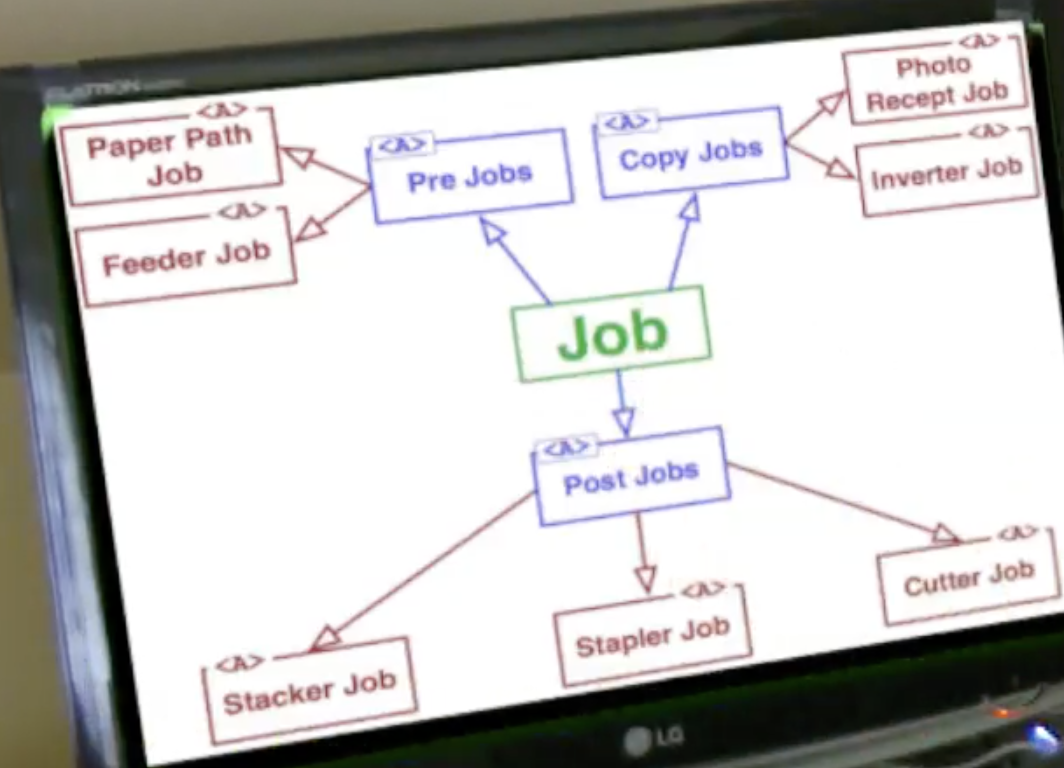 <A>
Photo
Recept Job
<A>
Paper Path
Job
<A>
Pre Jobs
<A>
Copy Jobs
<A>
Inverter Job
<A>
Feeder Job
Job
<A>
Post Jobs
<A>
Cutter Job
<A>
Stapler Job
<A>
Stacker Job
LG